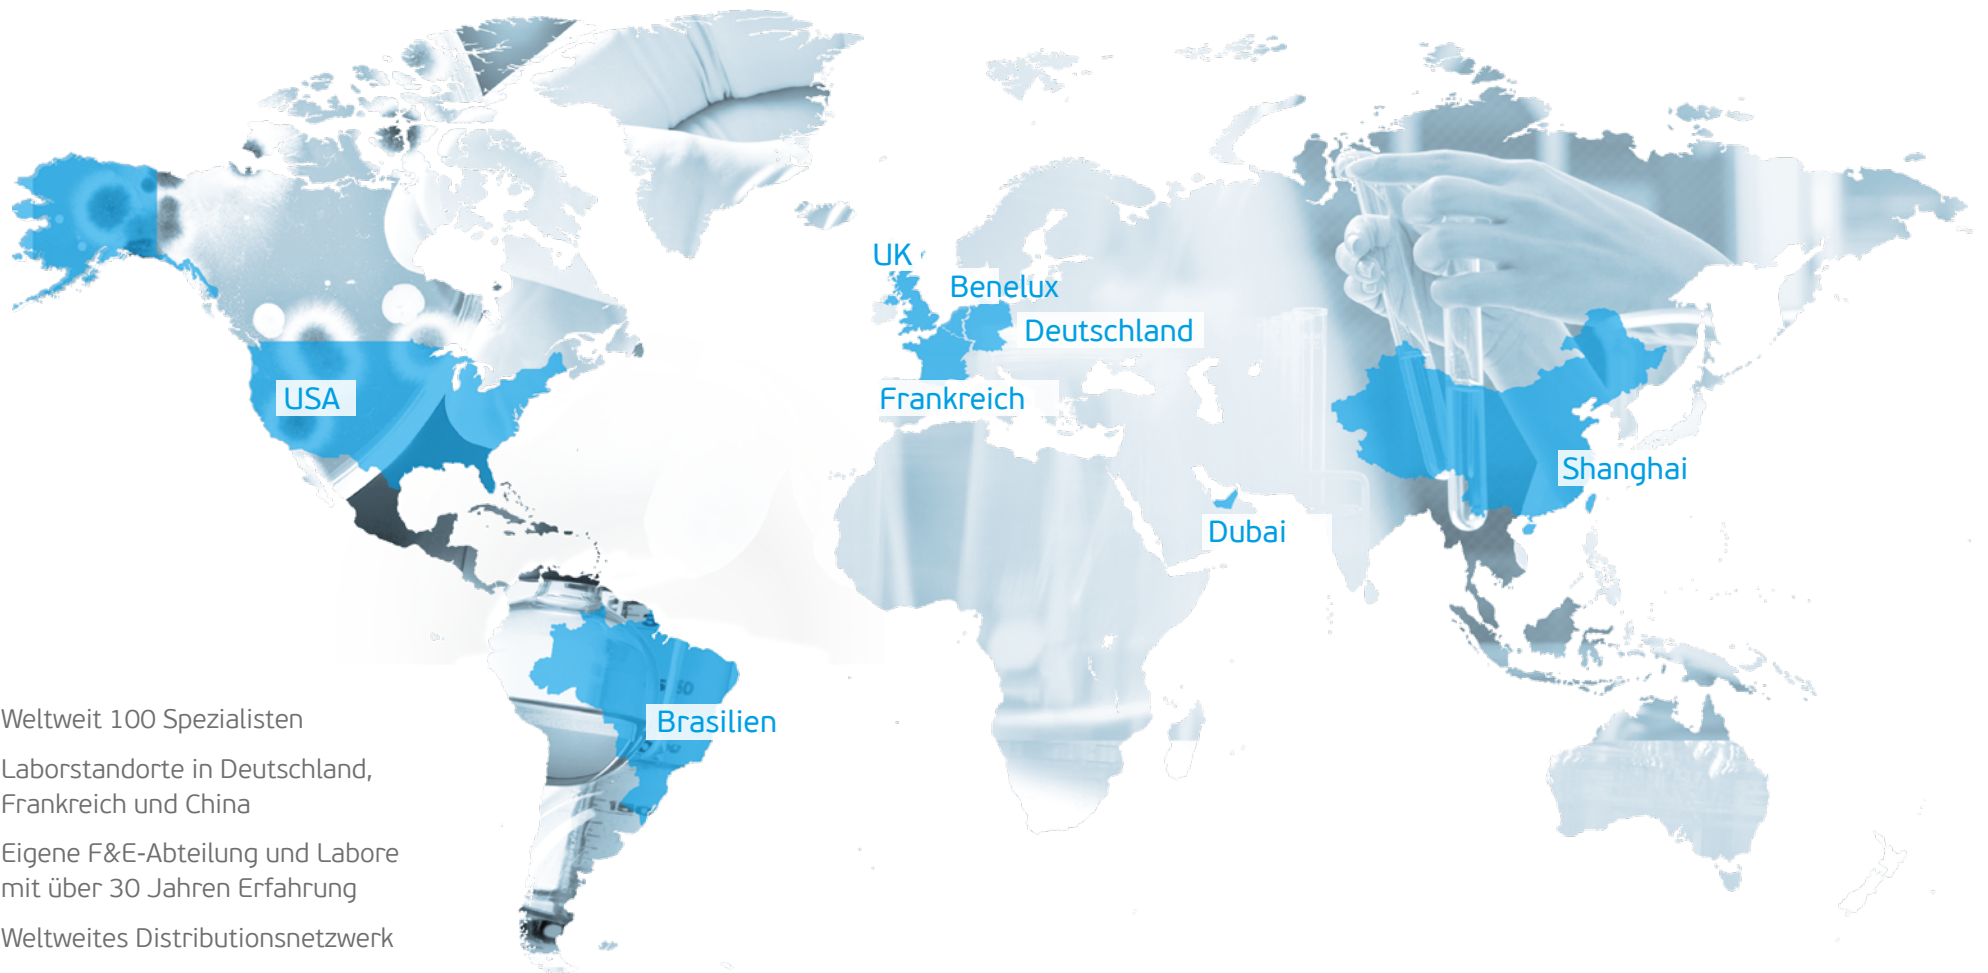 UK
Benelux
Deutschland
USA
Frankreich
Shanghai
Dubai
Brasilien
Weltweit 100 Spezialisten
Laborstandorte in Deutschland,
Frankreich und China
Eigene F&E-Abteilung und Labore
mit über 30 Jahren Erfahrung
Weltweites Distributionsnetzwerk